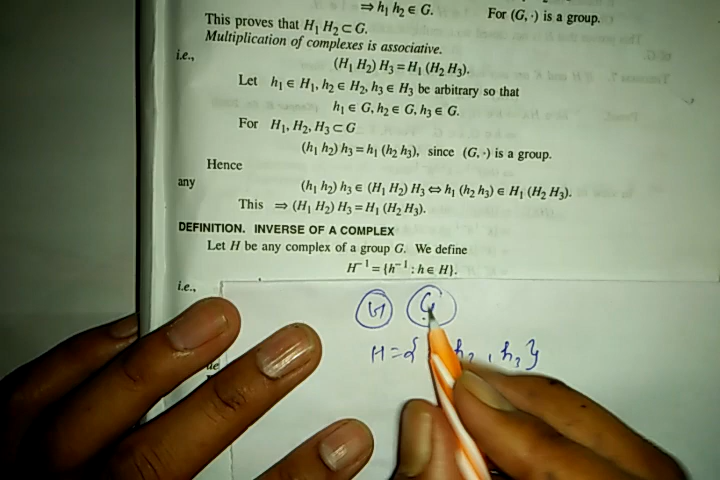 ⇒ h₁ h₂ ∈ G. For (G, ·) is a group.
This proves that H₁ H₂ ⊂ G.
Multiplication of complexes is associative.
i.e., (H₁ H₂) H₃ = H₁ (H₂ H₃).
Let h₁ ∈ H₁, h₂ ∈ H₂, h₃ ∈ H₃ be arbitrary so that
h₁ ∈ G, h₂ ∈ G, h₃ ∈ G.
For H₁, H₂, H₃ ⊂ G
(h₁ h₂) h₃ = h₁ (h₂ h₃), since (G, ·) is a group.
Hence
any (h₁ h₂) h₃ ∈ (H₁ H₂) H₃ ⇔ h₁ (h₂ h₃) ∈ H₁ (H₂ H₃).
This ⇒ (H₁ H₂) H₃ = H₁ (H₂ H₃).
DEFINITION. INVERSE OF A COMPLEX
Let H be any complex of a group G. We define
H⁻¹ = {h⁻¹ : h ∈ H}.
i.e.,
H G
H = { h₂ , h₃ }